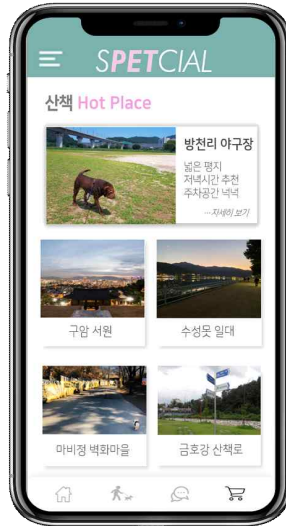 SPETCIAL
산책 Hot Place
방천리 야구장
넓은 평지
저녁시간 추천
주차공간 넉넉
...자세히 보기
구암 서원
수성못 일대
마비정 벽화마을
금호강 산책로